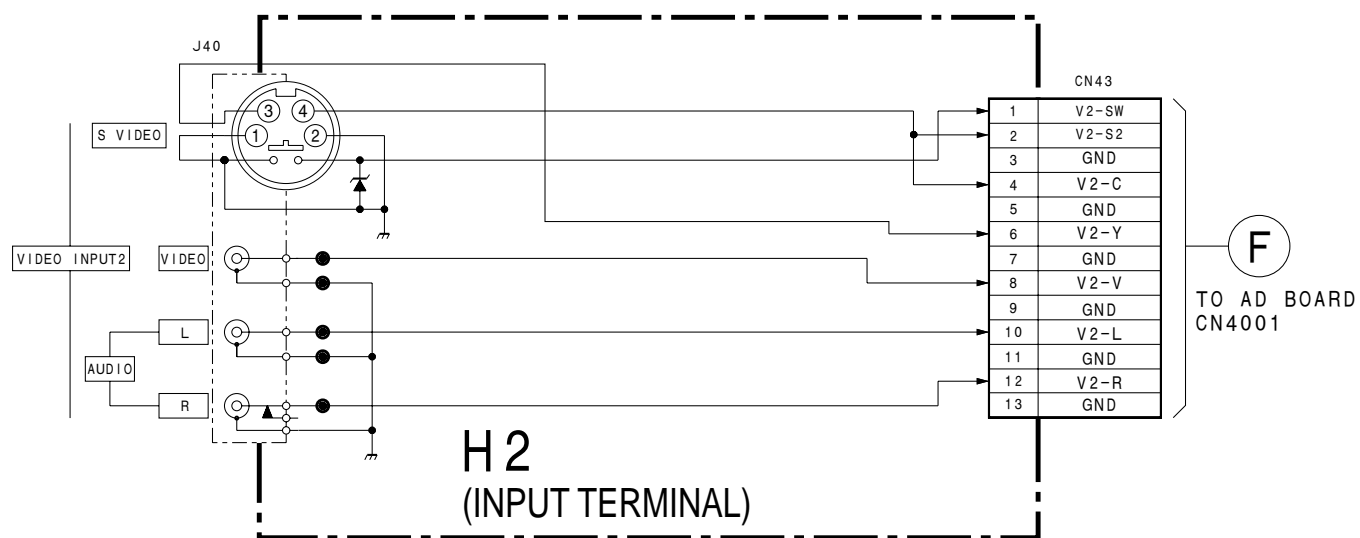 J40
CN43
3 4
1 V2-SW
S VIDEO
1 2
2 V2-S2
3 GND
4 V2-C
5 GND
6 V2-Y
VIDEO INPUT2
VIDEO
7 GND
F
8 V2-V
TO AD BOARD
CN4001
9 GND
L
10 V2-L
11 GND
AUDIO
12 V2-R
R
13 GND
H2
(INPUT TERMINAL)